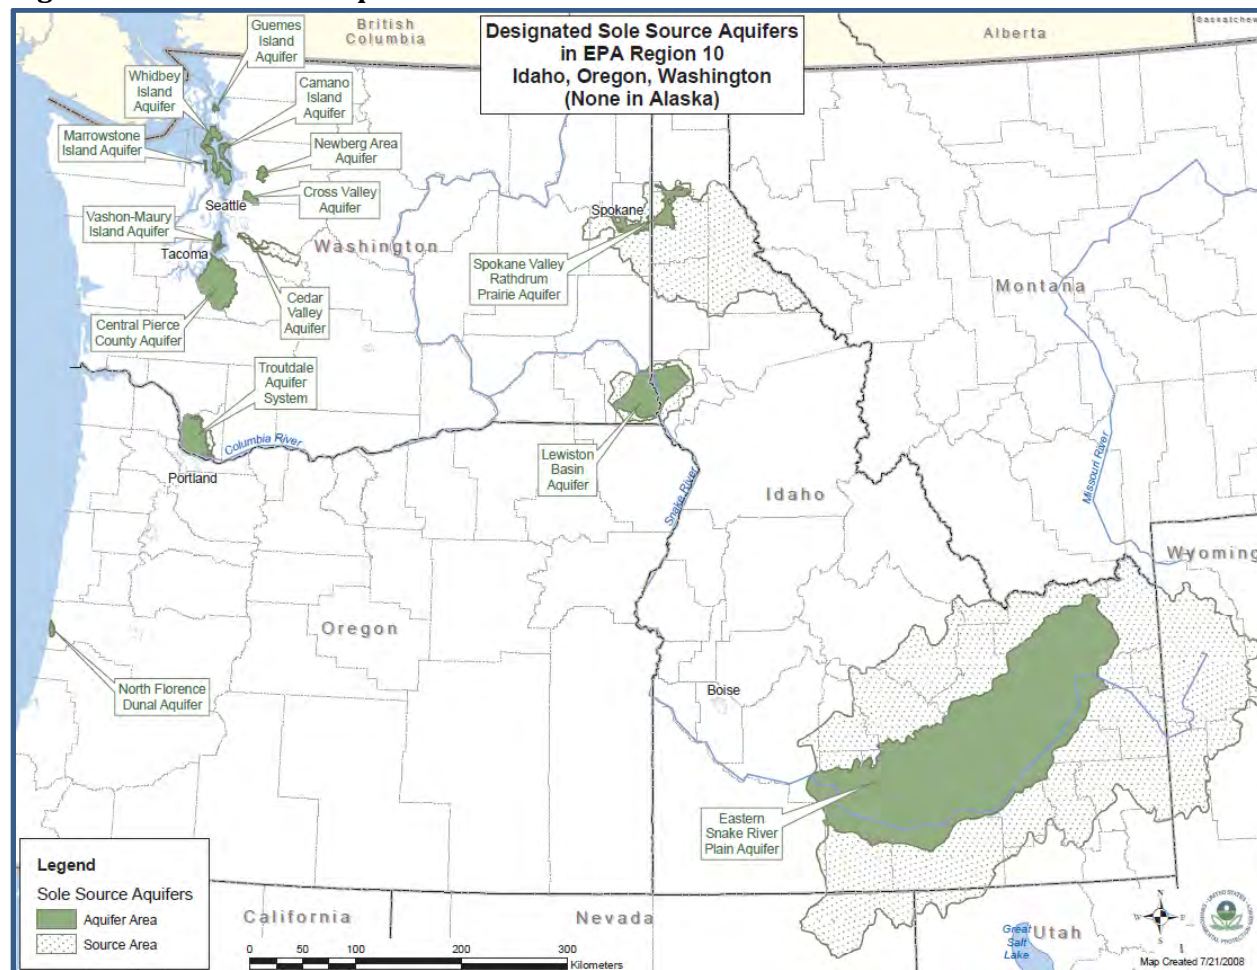 British
Columbia
Alberta
Saskatchew
Designated Sole Source Aquifers
in EPA Region 10
Idaho, Oregon, Washington
(None in Alaska)
Guemes
Island
Aquifer
Whidbey
Island
Aquifer
Camano
Island
Aquifer
Marrowstone
Island Aquifer
Newberg Area
Aquifer
Cross Valley
Aquifer
Seattle
Vashon-Maury
Island Aquifer
Tacoma
Washington
Spokane
Spokane Valley
Rathdrum
Prairie Aquifer
Cedar
Valley
Aquifer
Central Pierce
County Aquifer
Montana
Troutdale
Aquifer
System
Columbia River
Portland
Lewiston
Basin
Aquifer
Snake River
Idaho
Missouri River
Wyoming
Oregon
North Florence
Dunal Aquifer
Boise
Eastern
Snake River
Plain Aquifer
Legend
Sole Source Aquifers
Aquifer Area
Source Area
California
Nevada
Utah
Great
Salt
Lake
0 50 100 200 300
Kilometers
N
W
E
S
Map Created 7/21/2008